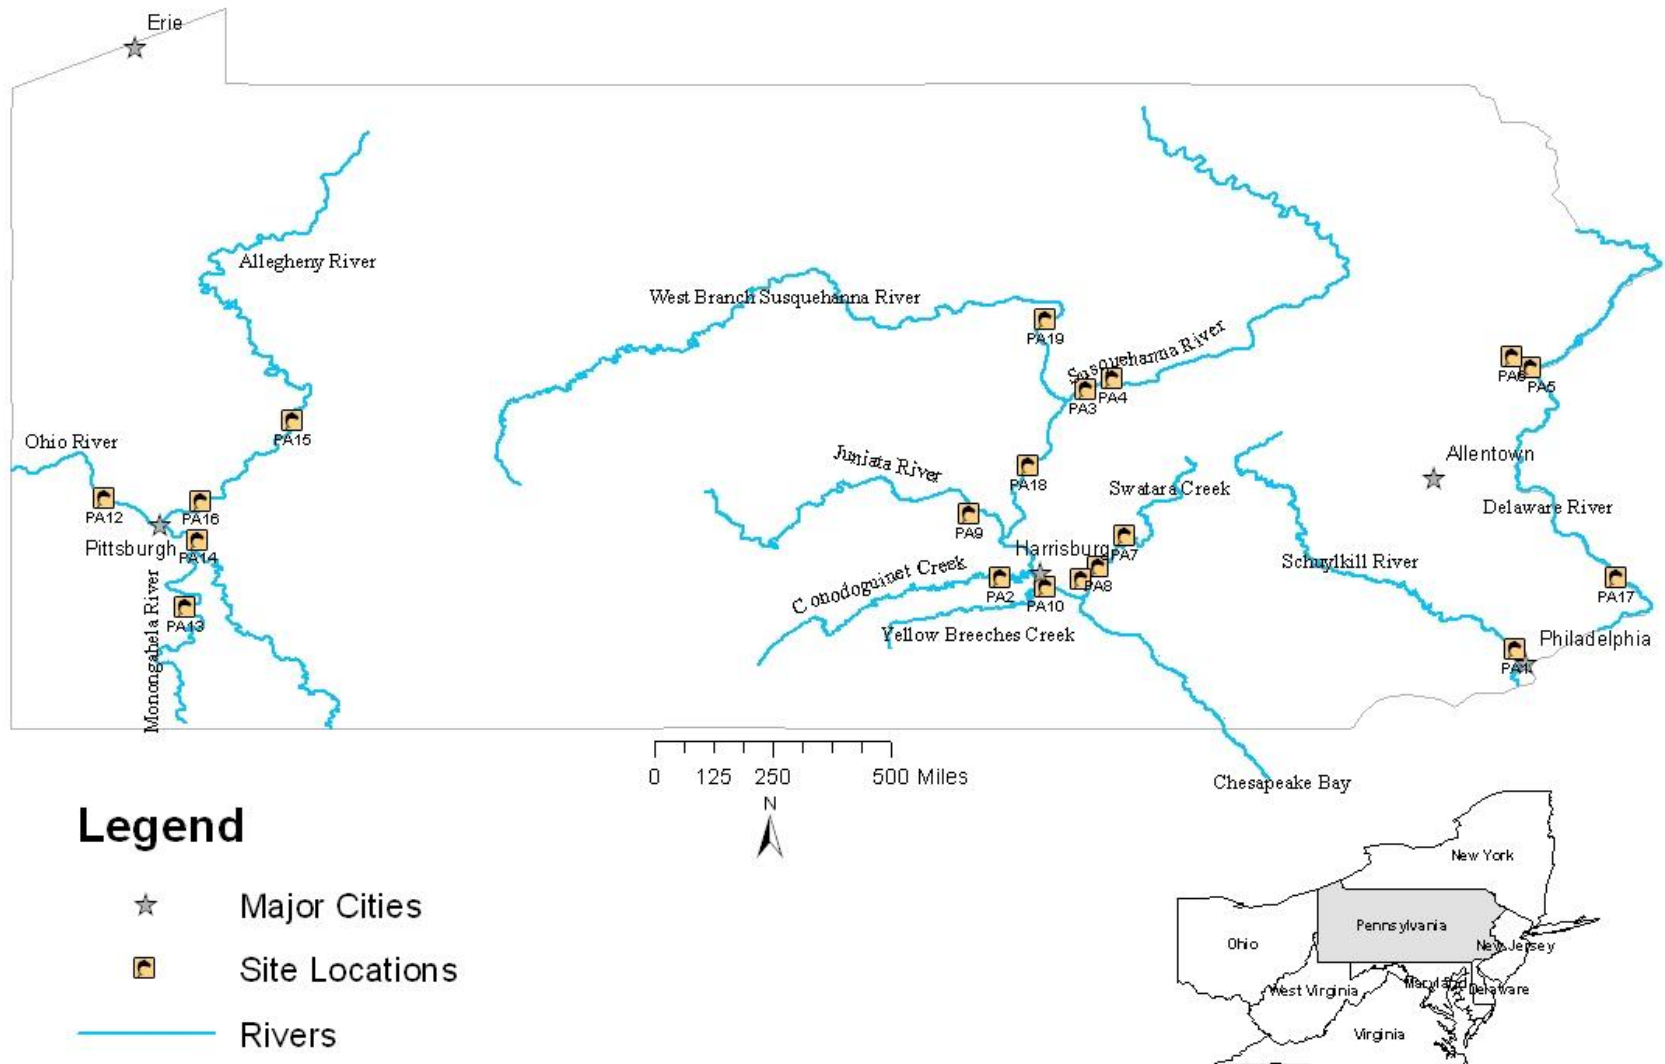 Erie
Allegheny River
West Branch Susquehanna River
PA19
Susquehanna River
PA3
PA4
PA6
PA5
PA15
Ohio River
Juniata River
PA18
Swatara Creek
Allentown
Delaware River
PA12
PA16
PA9
Pittsburgh
PA14
Harrisburg
PA7
Schuylkill River
Conodoguinet Creek
PA2
PA10
PA8
PA17
Monongahela River
PA13
Yellow Breeches Creek
Philadelphia
PA1
0 125 250 500 Miles
N
Chesapeake Bay
Legend
Major Cities
Site Locations
Rivers
New York
Pennsylvania
Ohio
New Jersey
West Virginia
Maryland
Delaware
Virginia